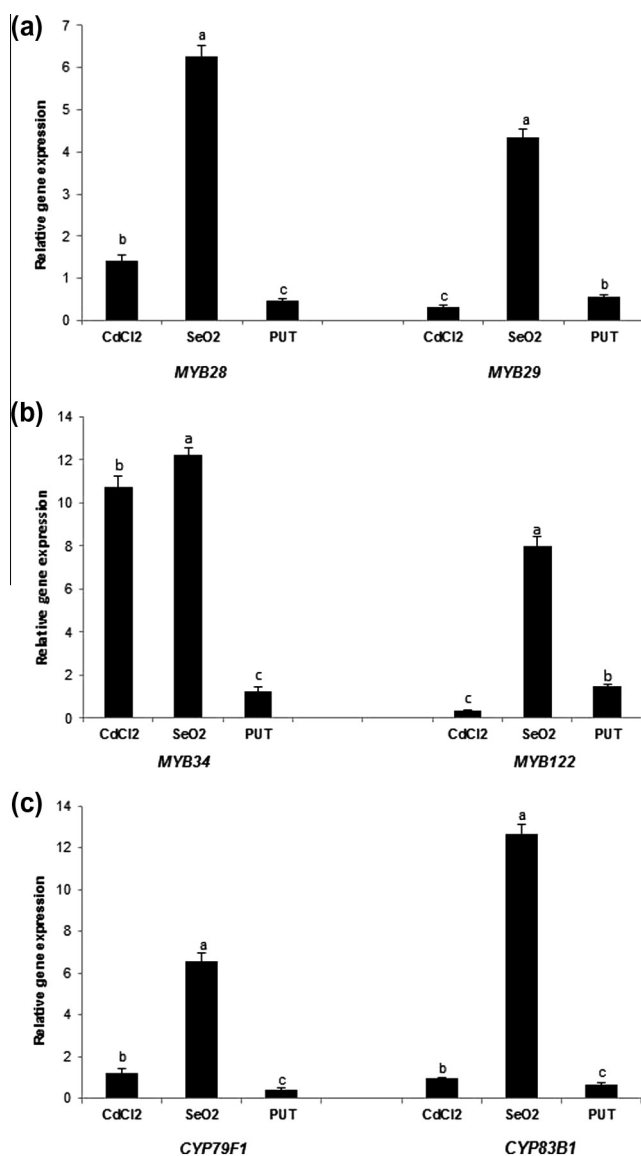 (a)
Relative gene expression
7
6
5
4
3
2
1
0
b
a
c
c
a
b
CdCl2 SeO2 PUT CdCl2 SeO2 PUT
MYB28 MYB29
(b)
Relative gene expression
14
12
10
8
6
4
2
0
b
a
c
c
a
b
CdCl2 SeO2 PUT CdCl2 SeO2 PUT
MYB34 MYB122
(c)
Relative gene expression
14
12
10
8
6
4
2
0
b
a
c
b
a
c
CdCl2 SeO2 PUT CdCl2 SeO2 PUT
CYP79F1 CYP83B1